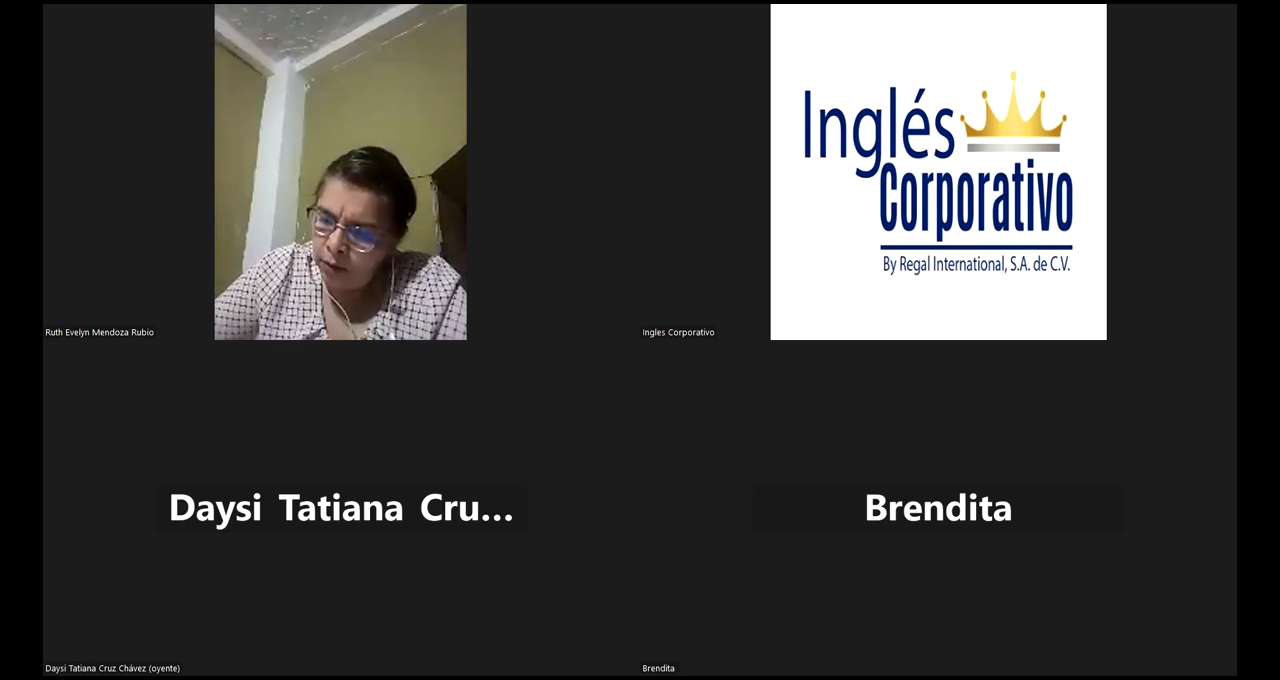 Inglés
Corporativo
By Regal International, S.A. de C.V.
Ruth Evelyn Mendoza Rubio
Ingles Corporativo
Daysi Tatiana Cru...
Brendita
Daysi Tatiana Cruz Chávez (oyente)
Brendita